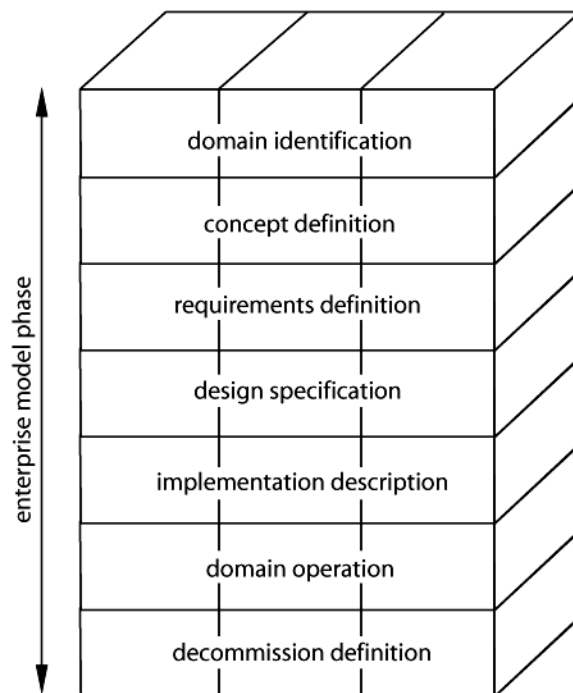 domain identification
concept definition
requirements definition
design specification
implementation description
domain operation
decommission definition
enterprise model phase